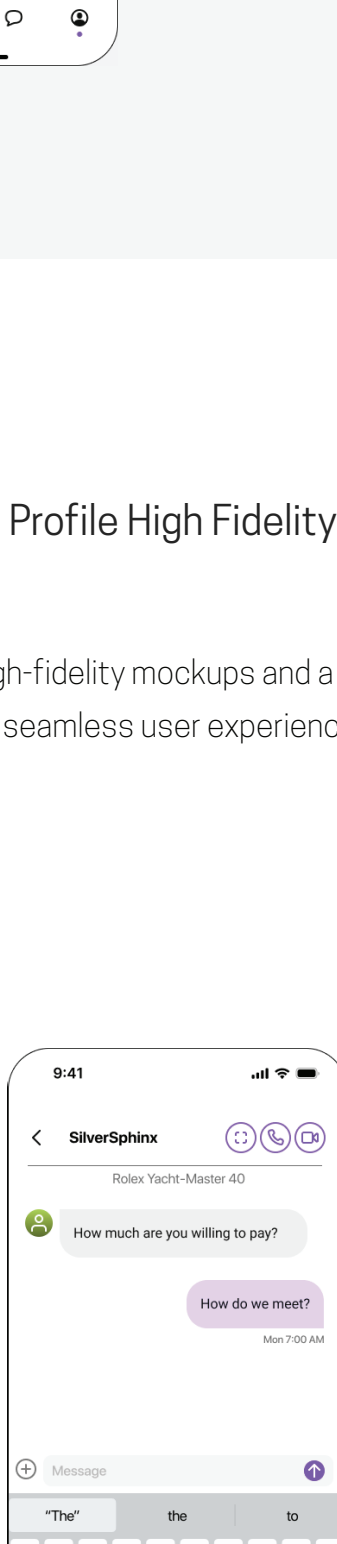 Profile High Fidelity
gh-fidelity mockups and a
seamless user experienc
9:41
SilverSphinx
Rolex Yacht-Master 40
How much are you willing to pay?
How do we meet?
Mon 7:00 AM
Message
“The” the to